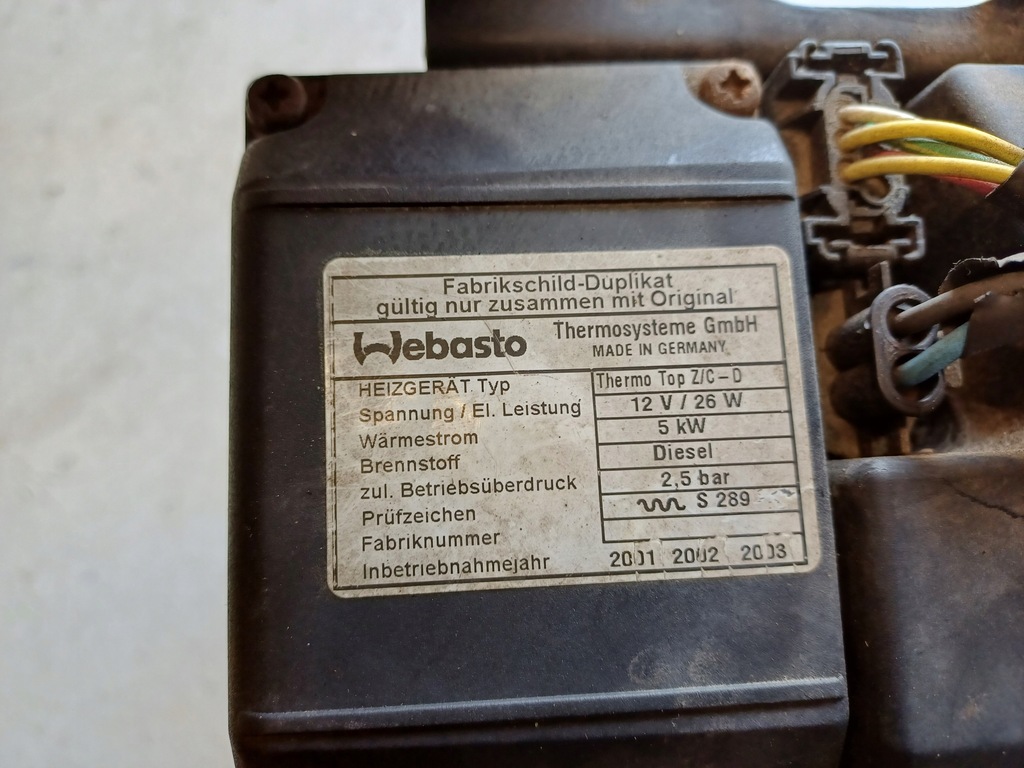 Fabrikschild-Duplikat
gültig nur zusammen mit Original
Webasto Thermosysteme GmbH
MADE IN GERMANY
HEIZGERÄT Typ Thermo Top Z/C - D
Spannung / El. Leistung 12 V / 26 W
Wärmestrom 5 kW
Brennstoff Diesel
zul. Betriebsüberdruck 2,5 bar
Prüfzeichen S 289
Fabriknummer
Inbetriebnahmejahr 2001 2002 2003